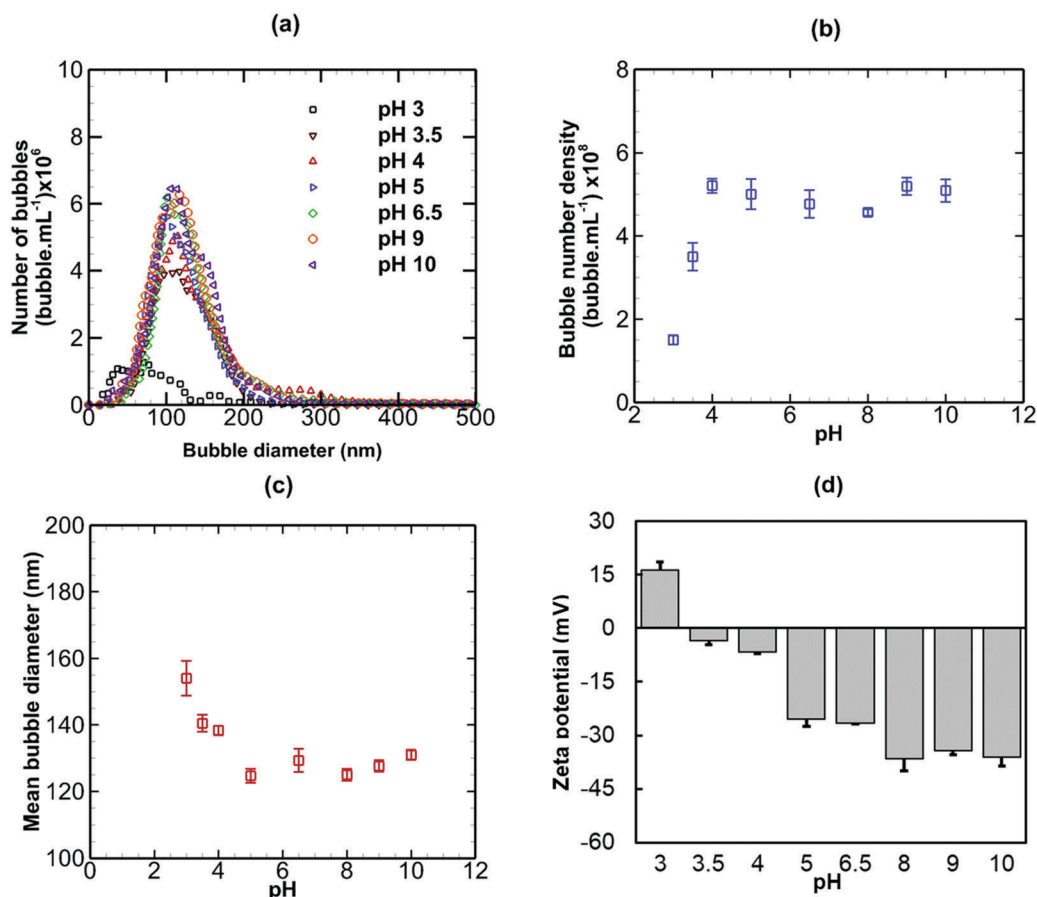 (a)
Number of bubbles
(bubble.mL⁻¹)x10⁶
10
8
6
4
2
0
0 100 200 300 400 500
Bubble diameter (nm)
pH 3
pH 3.5
pH 4
pH 5
pH 6.5
pH 9
pH 10
(b)
Bubble number density
(bubble.mL⁻¹) x10⁸
8
6
4
2
0
2 4 6 8 10 12
pH
(c)
Mean bubble diameter (nm)
200
180
160
140
120
100
0 2 4 6 8 10 12
pH
(d)
Zeta potential (mV)
30
15
0
-15
-30
-45
-60
3 3.5 4 5 6.5 8 9 10
pH